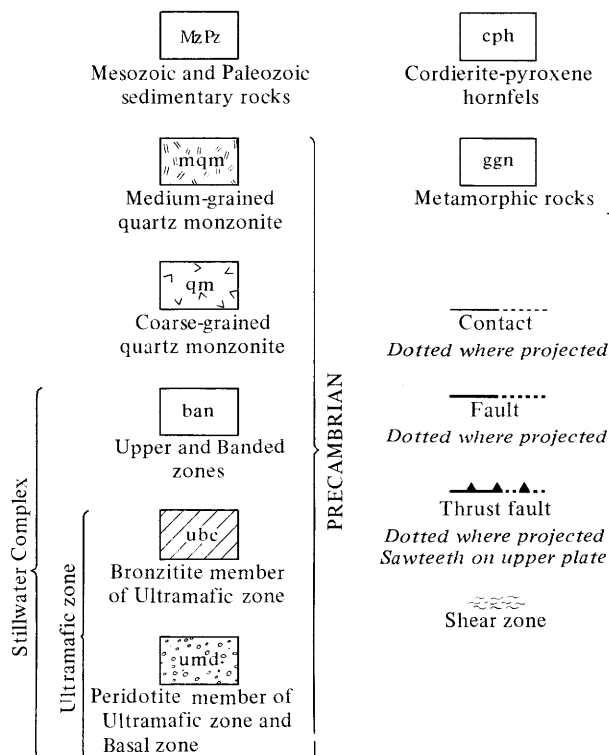 MzPz
Mesozoic and Paleozoic
sedimentary rocks
mqm
Medium-grained
quartz monzonite
qm
Coarse-grained
quartz monzonite
ban
Upper and Banded
zones
ubc
Bronzitite member
of Ultramafic zone
umd
Peridotite member of
Ultramafic zone and
Basal zone
Stillwater Complex
Ultramafic zone
PRECAMBRIAN
cph
Cordierite-pyroxene
hornfels
ggn
Metamorphic rocks
Contact
Dotted where projected
Fault
Dotted where projected
Thrust fault
Dotted where projected
Sawteeth on upper plate
Shear zone